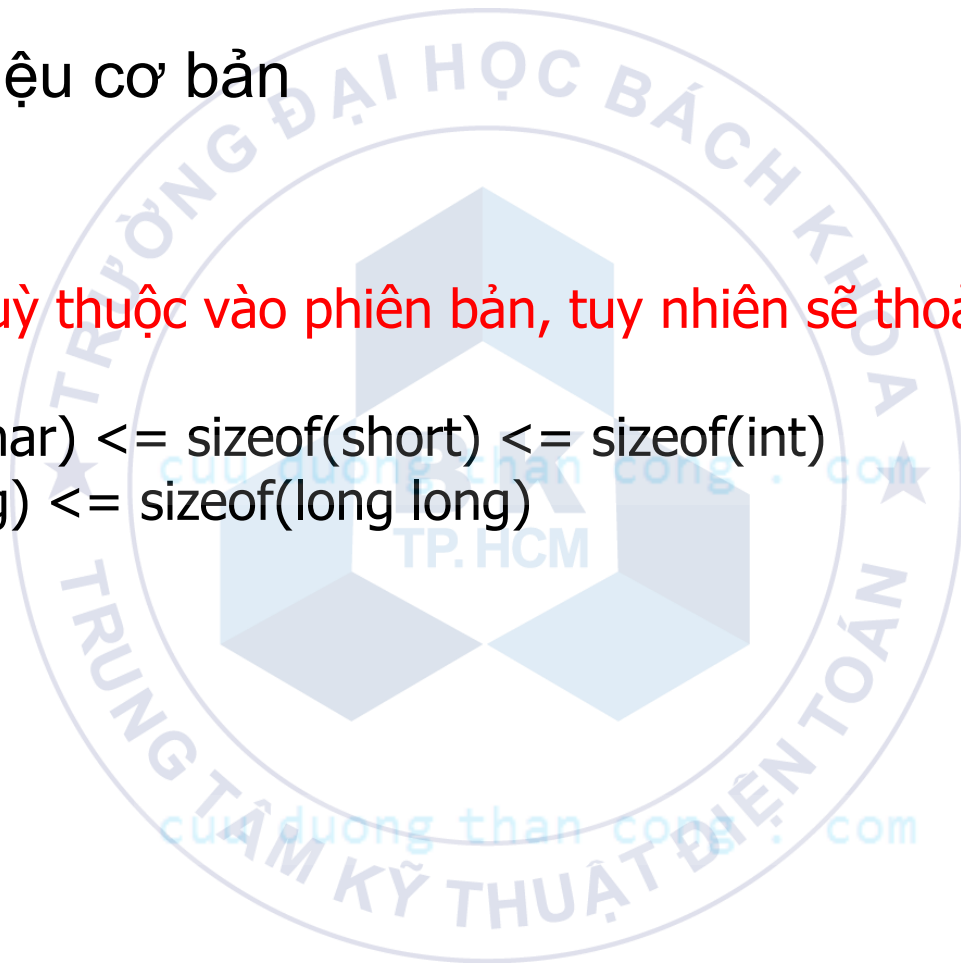 ệu cơ bản
TRƯỜNG ĐẠI HỌC BÁCH KHOA
uỳ thuộc vào phiên bản, tuy nhiên sẽ thoả
har) <= sizeof(short) <= sizeof(int)
cuu duong than cong . com
g) <= sizeof(long long)
BK
TP. HCM
cuu duong than cong . com
TRUNG TÂM KỸ THUẬT ĐIỆN TOÁN